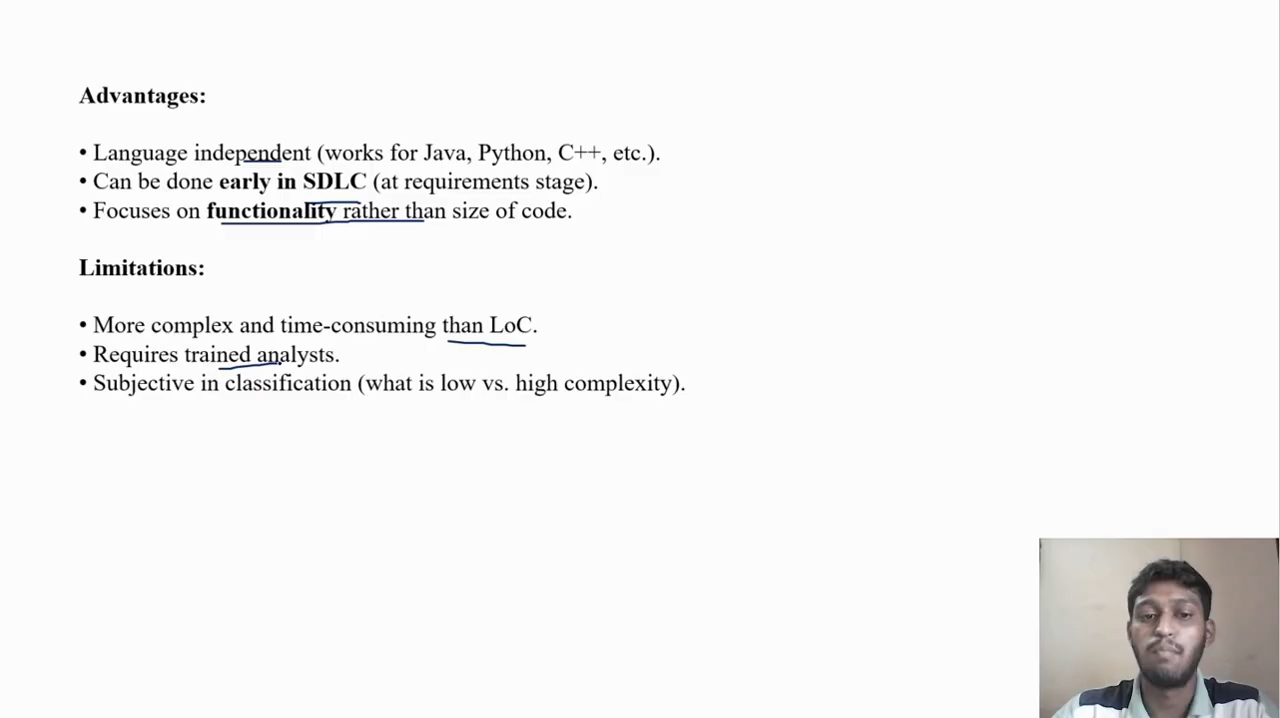 Advantages:
• Language independent (works for Java, Python, C++, etc.).
• Can be done early in SDLC (at requirements stage).
• Focuses on functionality rather than size of code.
Limitations:
• More complex and time-consuming than LoC.
• Requires trained analysts.
• Subjective in classification (what is low vs. high complexity).